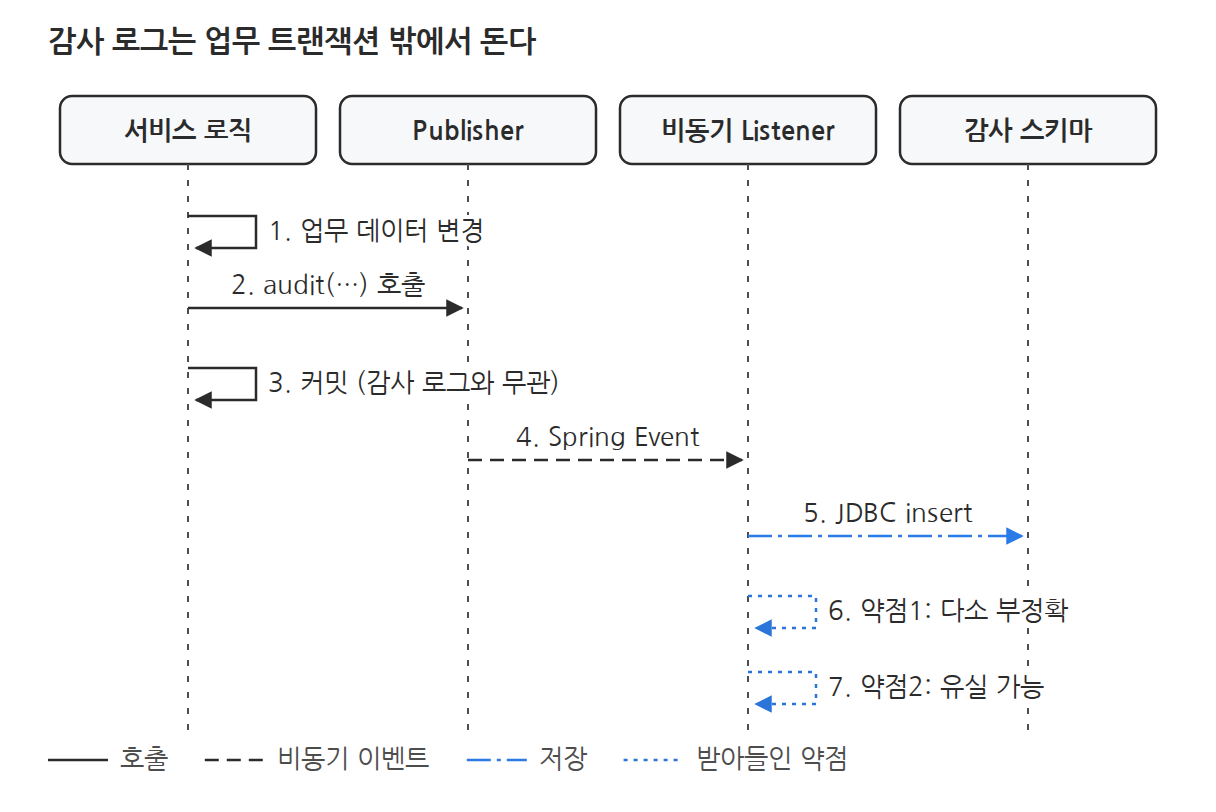 감사 로그는 업무 트랜잭션 밖에서 돈다
서비스 로직
Publisher
비동기 Listener
감사 스키마
1. 업무 데이터 변경
2. audit(…) 호출
3. 커밋 (감사 로그와 무관)
4. Spring Event
5. JDBC insert
6. 약점1: 다소 부정확
7. 약점2: 유실 가능
호출
비동기 이벤트
저장
받아들인 약점